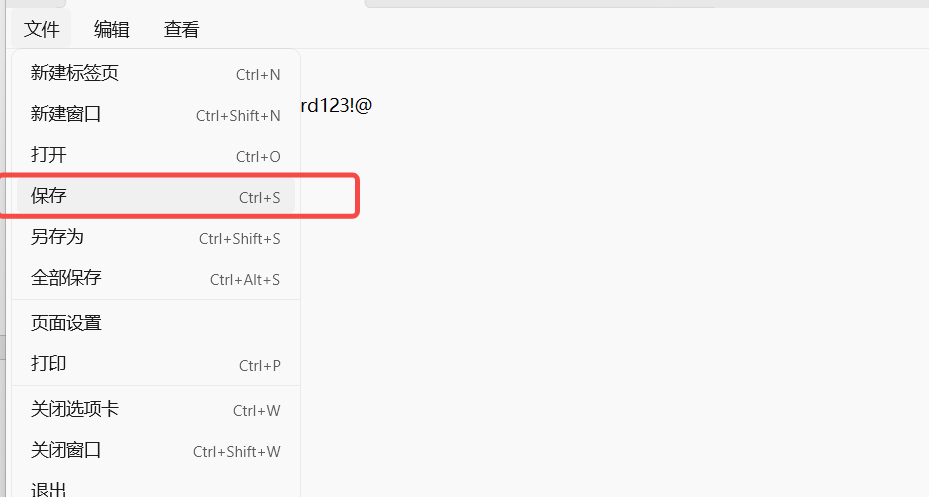 文件 编辑 查看
新建标签页 Ctrl+N
新建窗口 Ctrl+Shift+N
rd123!@
打开 Ctrl+O
保存 Ctrl+S
另存为 Ctrl+Shift+S
全部保存 Ctrl+Alt+S
页面设置
打印 Ctrl+P
关闭选项卡 Ctrl+W
关闭窗口 Ctrl+Shift+W
退出